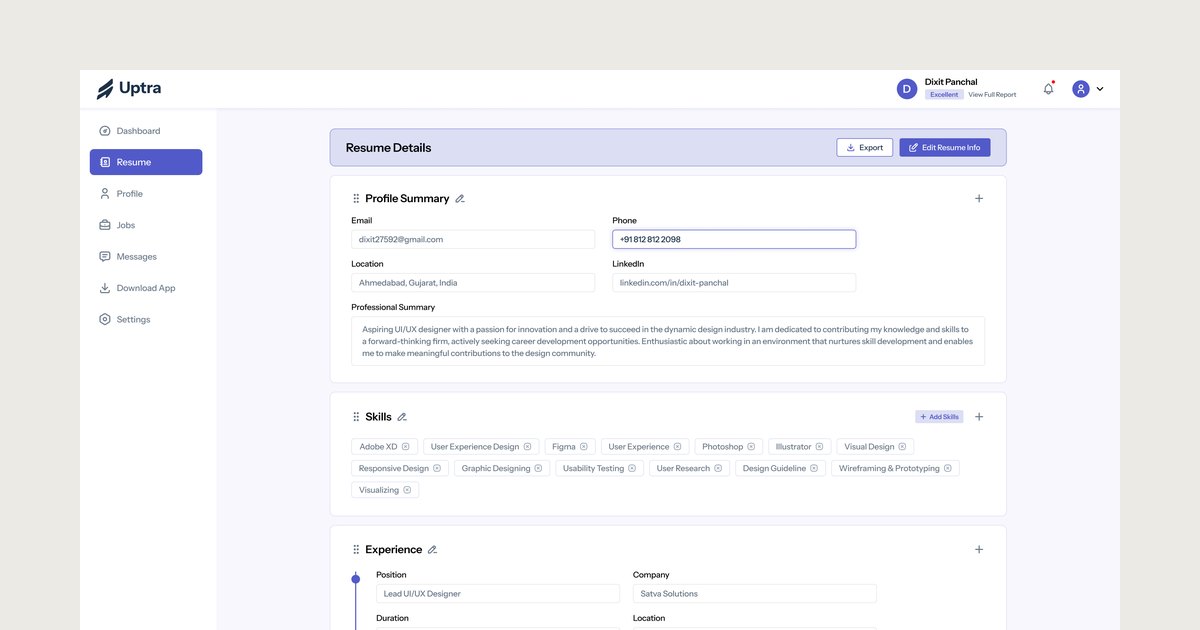 Uptra
D
Dixit Panchal
Excellent View Full Report
Dashboard
Resume
Profile
Jobs
Messages
Download App
Settings
Resume Details
Export
Edit Resume Info
Profile Summary
Email
Phone
dixit27592@gmail.com
+91 812 812 2098
Location
LinkedIn
Ahmedabad, Gujarat, India
linkedin.com/in/dixit-panchal
Professional Summary
Aspiring UI/UX designer with a passion for innovation and a drive to succeed in the dynamic design industry. I am dedicated to contributing my knowledge and skills to
a forward-thinking firm, actively seeking career development opportunities. Enthusiastic about working in an environment that nurtures skill development and enables
me to make meaningful contributions to the design community.
Skills
+ Add Skills
Adobe XD User Experience Design Figma User Experience Photoshop Illustrator Visual Design
Responsive Design Graphic Designing Usability Testing User Research Design Guideline Wireframing & Prototyping
Visualizing
Experience
Position
Company
Lead UI/UX Designer
Satva Solutions
Duration
Location